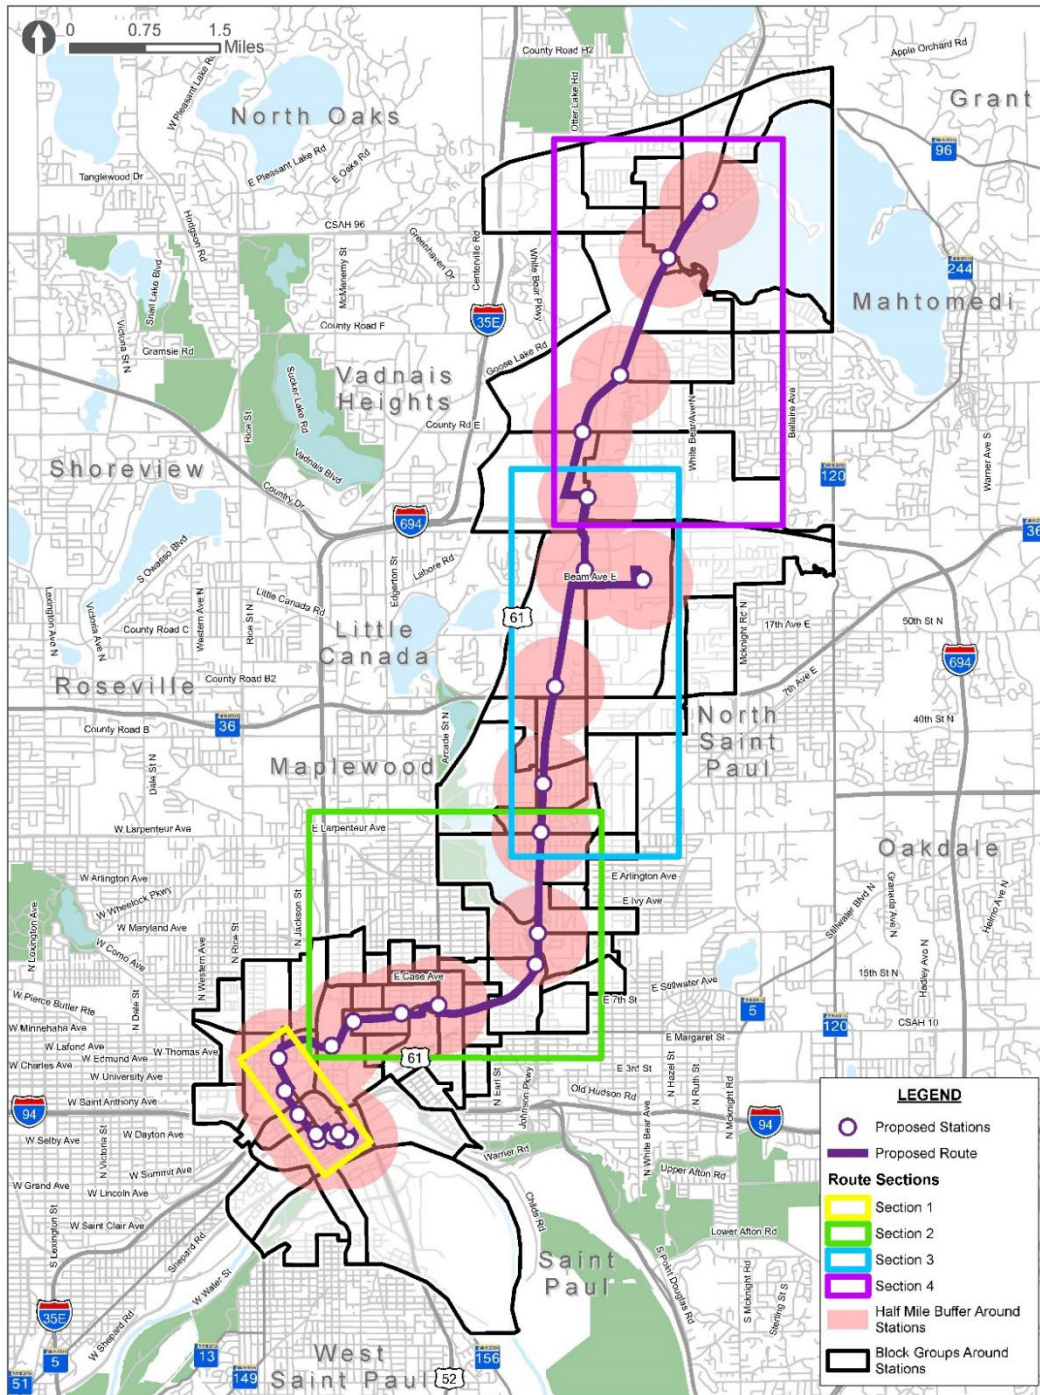 0 0.75 1.5
Miles
County Road H2
Apple Orchard Rd
W Pleasant Lake Rd
Otter Lake Rd
Grant
North Oaks
96
E Pleasant Lake Rd
E Oaks Rd
Tanglewood Dr
Hodgson Rd
CSAH 96
Greenhaven Dr
Centerville Rd
White Bear Pkwy
McMenemy St
Snail Lake Blvd
244
Mahtomedi
Victoria St N
County Road F
35E
Gramsie Rd
Goose Lake Rd
Sucker Lake Rd
Vadnais
Heights
Rice St
White Bear Ave N
Bellaire Ave
County Rd E
Shoreview
Vadnais Blvd
Warner Ave S
120
Country Dr
694
36
S Owasso Blvd
Edgerton St
Labore Rd
Beam Ave E
Lexington Ave N
Victoria Ave N
Western Ave N
Rice St N
Little Canada Rd
61
Mcknight Rd N
17th Ave E
50th St N
County Road C
Little
Canada
694
Roseville
County Road B2
7th Ave E
36
County Road B
Arcade St N
North
Saint
Paul
40th St N
Dale St N
Maplewood
W Larpenteur Ave
E Larpenteur Ave
Oakdale
W Arlington Ave
E Arlington Ave
W Wheelock Pkwy
N Jackson St
E Ivy Ave
Stillwater Blvd N
Granada Ave N
Helmo Ave N
N Lexington Ave
W Maryland Ave
W Como Ave
N Rice St
N Western Ave
E Case Ave
15th St N
Hadley Ave N
E Stillwater Ave
W Pierce Butler Rte
N Dale St
E 7th St
5
120
CSAH 10
W Minnehaha Ave
W Lafond Ave
W Thomas Ave
W Edmund Ave
61
E Margaret St
W Charles Ave
W University Ave
E 3rd St
N Earl St
Johnson Pkwy
Old Hudson Rd
N Hazel St
N Ruth St
N Mcknight Rd
94
W Saint Anthony Ave
94
W Selby Ave
W Dayton Ave
N Victoria St
N White Bear Ave
Warner Rd
Upper Afton Rd
W Summit Ave
W Grand Ave
W Lincoln Ave
Childs Rd
W Saint Clair Ave
S Lexington St
Shepard Rd
Lower Afton Rd
W Water St
Saint
Paul
S Point Douglas Rd
S Mcknight Rd
Sterling St S
35E
W Shepard Rd
13
156
5
51
149
West
Saint Paul
52
LEGEND
Proposed Stations
Proposed Route
Route Sections
Section 1
Section 2
Section 3
Section 4
Half Mile Buffer Around
Stations
Block Groups Around
Stations